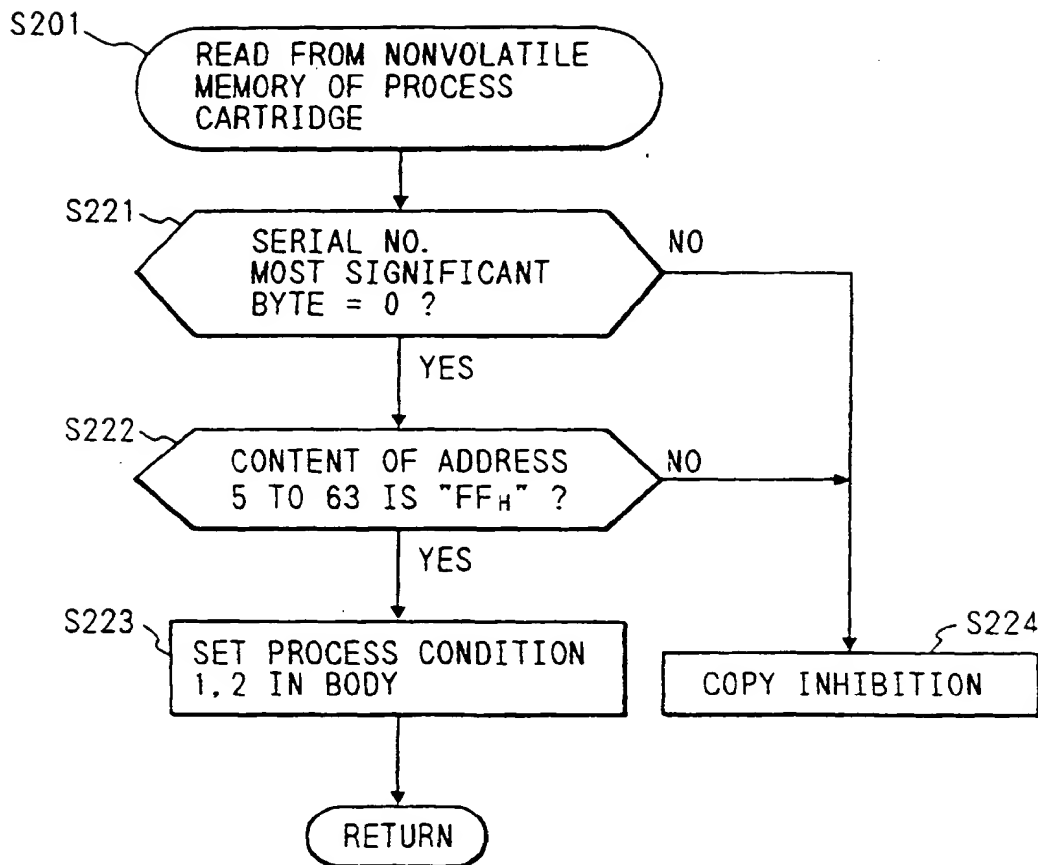 S201
READ FROM NONVOLATILE
MEMORY OF PROCESS
CARTRIDGE
S221
SERIAL NO.
MOST SIGNIFICANT
BYTE = 0 ?
NO
YES
S222
CONTENT OF ADDRESS
5 TO 63 IS "FFH" ?
NO
YES
S223
SET PROCESS CONDITION
1,2 IN BODY
S224
COPY INHIBITION
RETURN